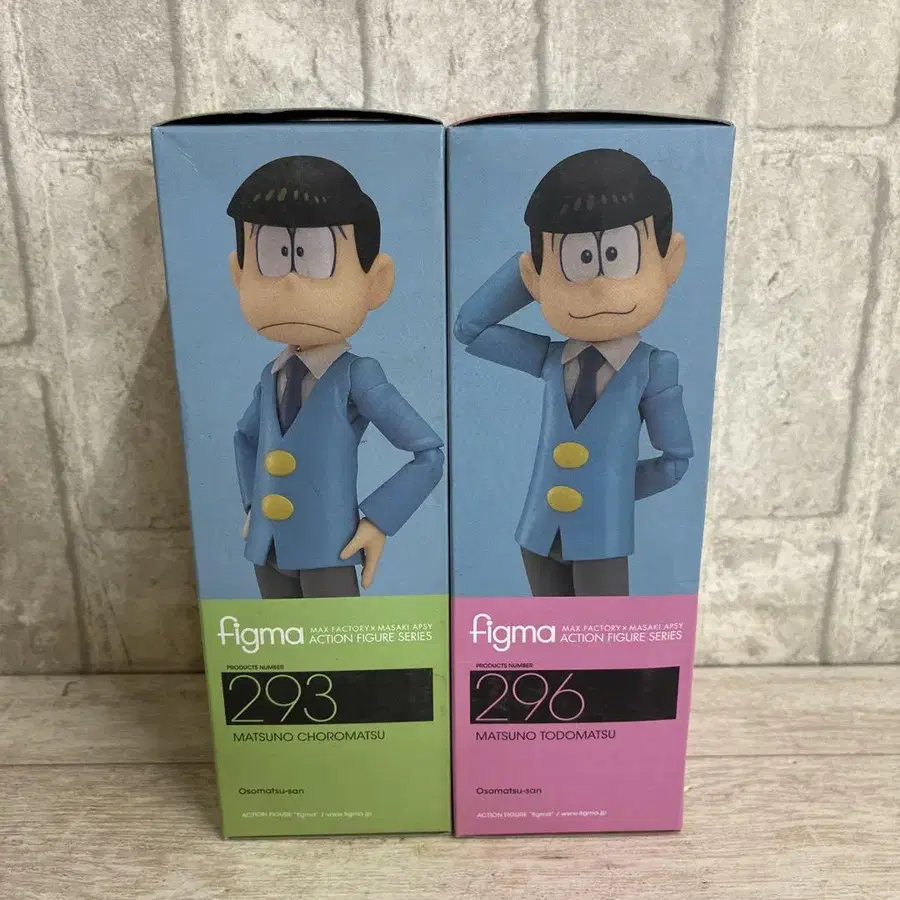 figma MAX FACTORY × MASAKI APSY
ACTION FIGURE SERIES
PRODUCTS NUMBER
293
MATSUNO CHOROMATSU
Osomatsu-san
ACTION FIGURE "figma" / www.figma.jp
figma MAX FACTORY × MASAKI APSY
ACTION FIGURE SERIES
PRODUCTS NUMBER
296
MATSUNO TODOMATSU
Osomatsu-san
ACTION FIGURE "figma" / www.figma.jp